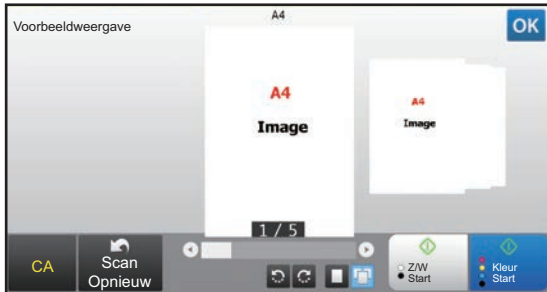 A4
Voorbeeldweergave
OK
A4
Image
A4
Image
1 / 5
CA
Scan
Opnieuw
Z/W
Start
Kleur
Start